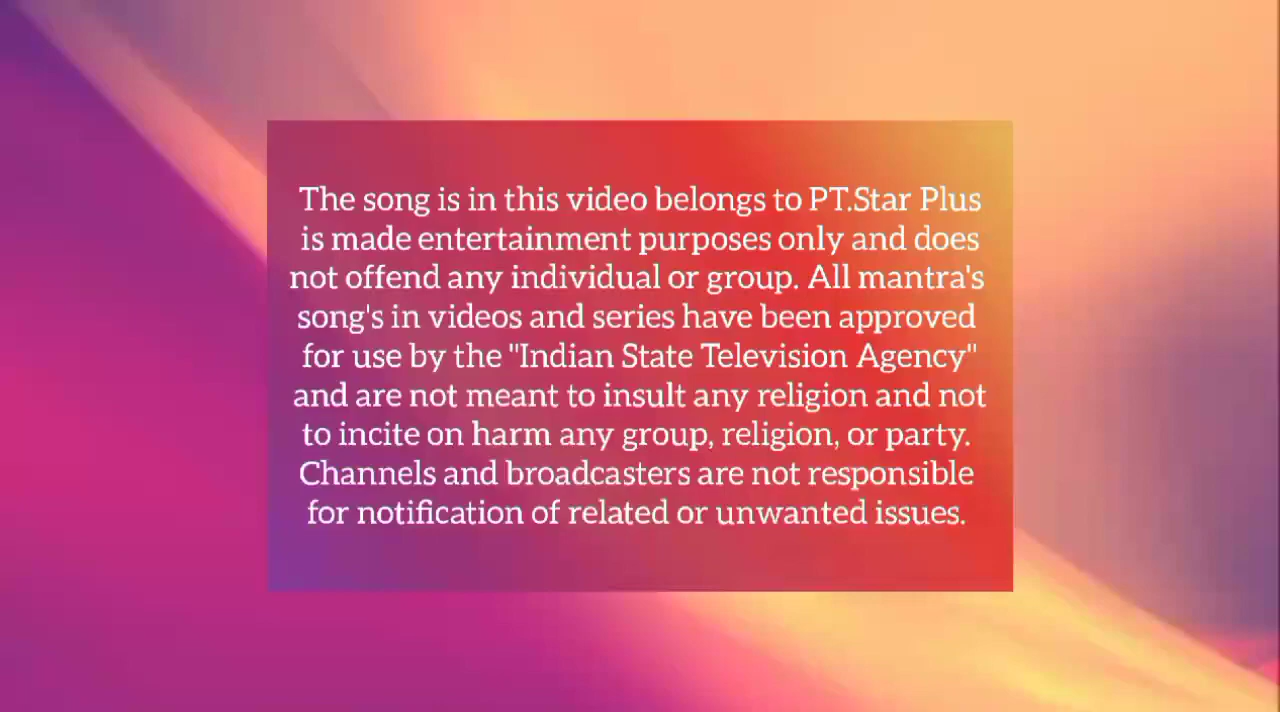 The song is in this video belongs to PT.Star Plus
is made entertainment purposes only and does
not offend any individual or group. All mantra's
song's in videos and series have been approved
for use by the "Indian State Television Agency"
and are not meant to insult any religion and not
to incite on harm any group, religion, or party.
Channels and broadcasters are not responsible
for notification of related or unwanted issues.